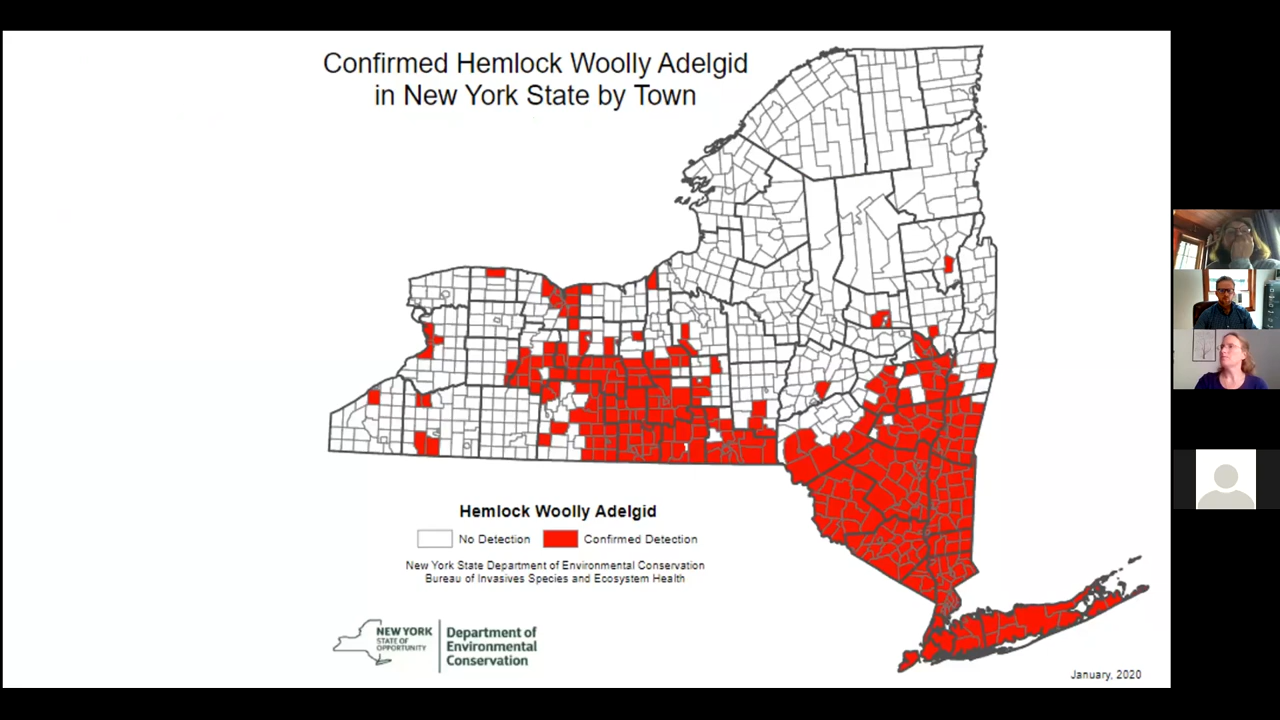 Confirmed Hemlock Woolly Adelgid
in New York State by Town
Hemlock Woolly Adelgid
No Detection
Confirmed Detection
New York State Department of Environmental Conservation
Bureau of Invasives Species and Ecosystem Health
NEW YORK
STATE OF
OPPORTUNITY
Department of
Environmental
Conservation
January, 2020